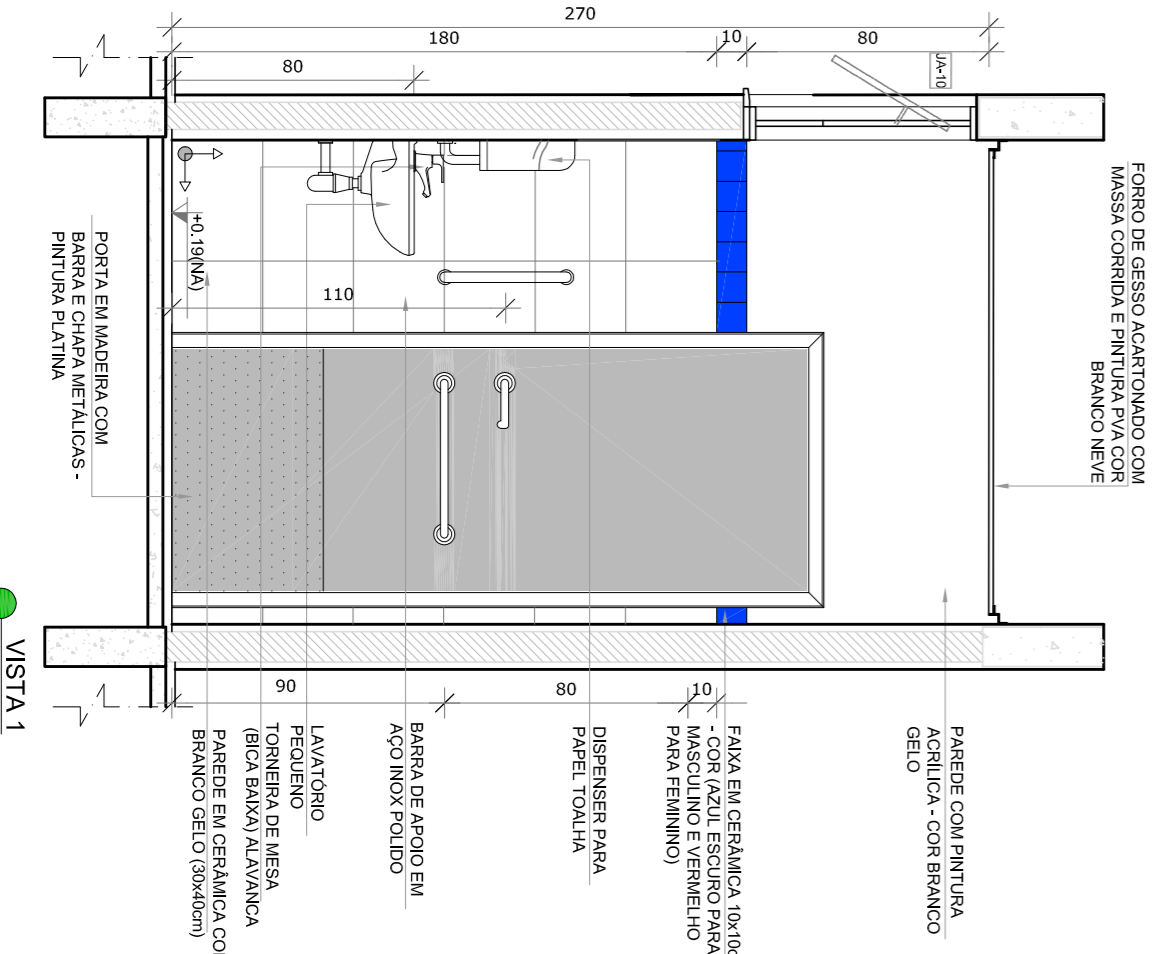 270
180
10
80
80
JA-10
FORRO DE GESSO ACARTONADO COM
MASSA CORRIDA E PINTURA PVA COR
BRANCO NEVE
+0.19(NA)
110
PORTA EM MADEIRA COM
BARRA E CHAPA METÁLICAS -
PINTURA PLATINA
90
80
10
PAREDE COM PINTURA
ACRÍLICA - COR BRANCO
GELO
FAIXA EM CERÂMICA 10x10c
- COR (AZUL ESCURO PARA
MASCULINO E VERMELHO
PARA FEMININO)
DISPENSER PARA
PAPEL TOALHA
BARRA DE APOIO EM
AÇO INOX POLIDO
LAVATÓRIO
PEQUENO
TORNEIRA DE MESA
(BICA BAIXA) ALAVANCA
PAREDE EM CERÂMICA CO
BRANCO GELO (30x40cm)
VISTA 1